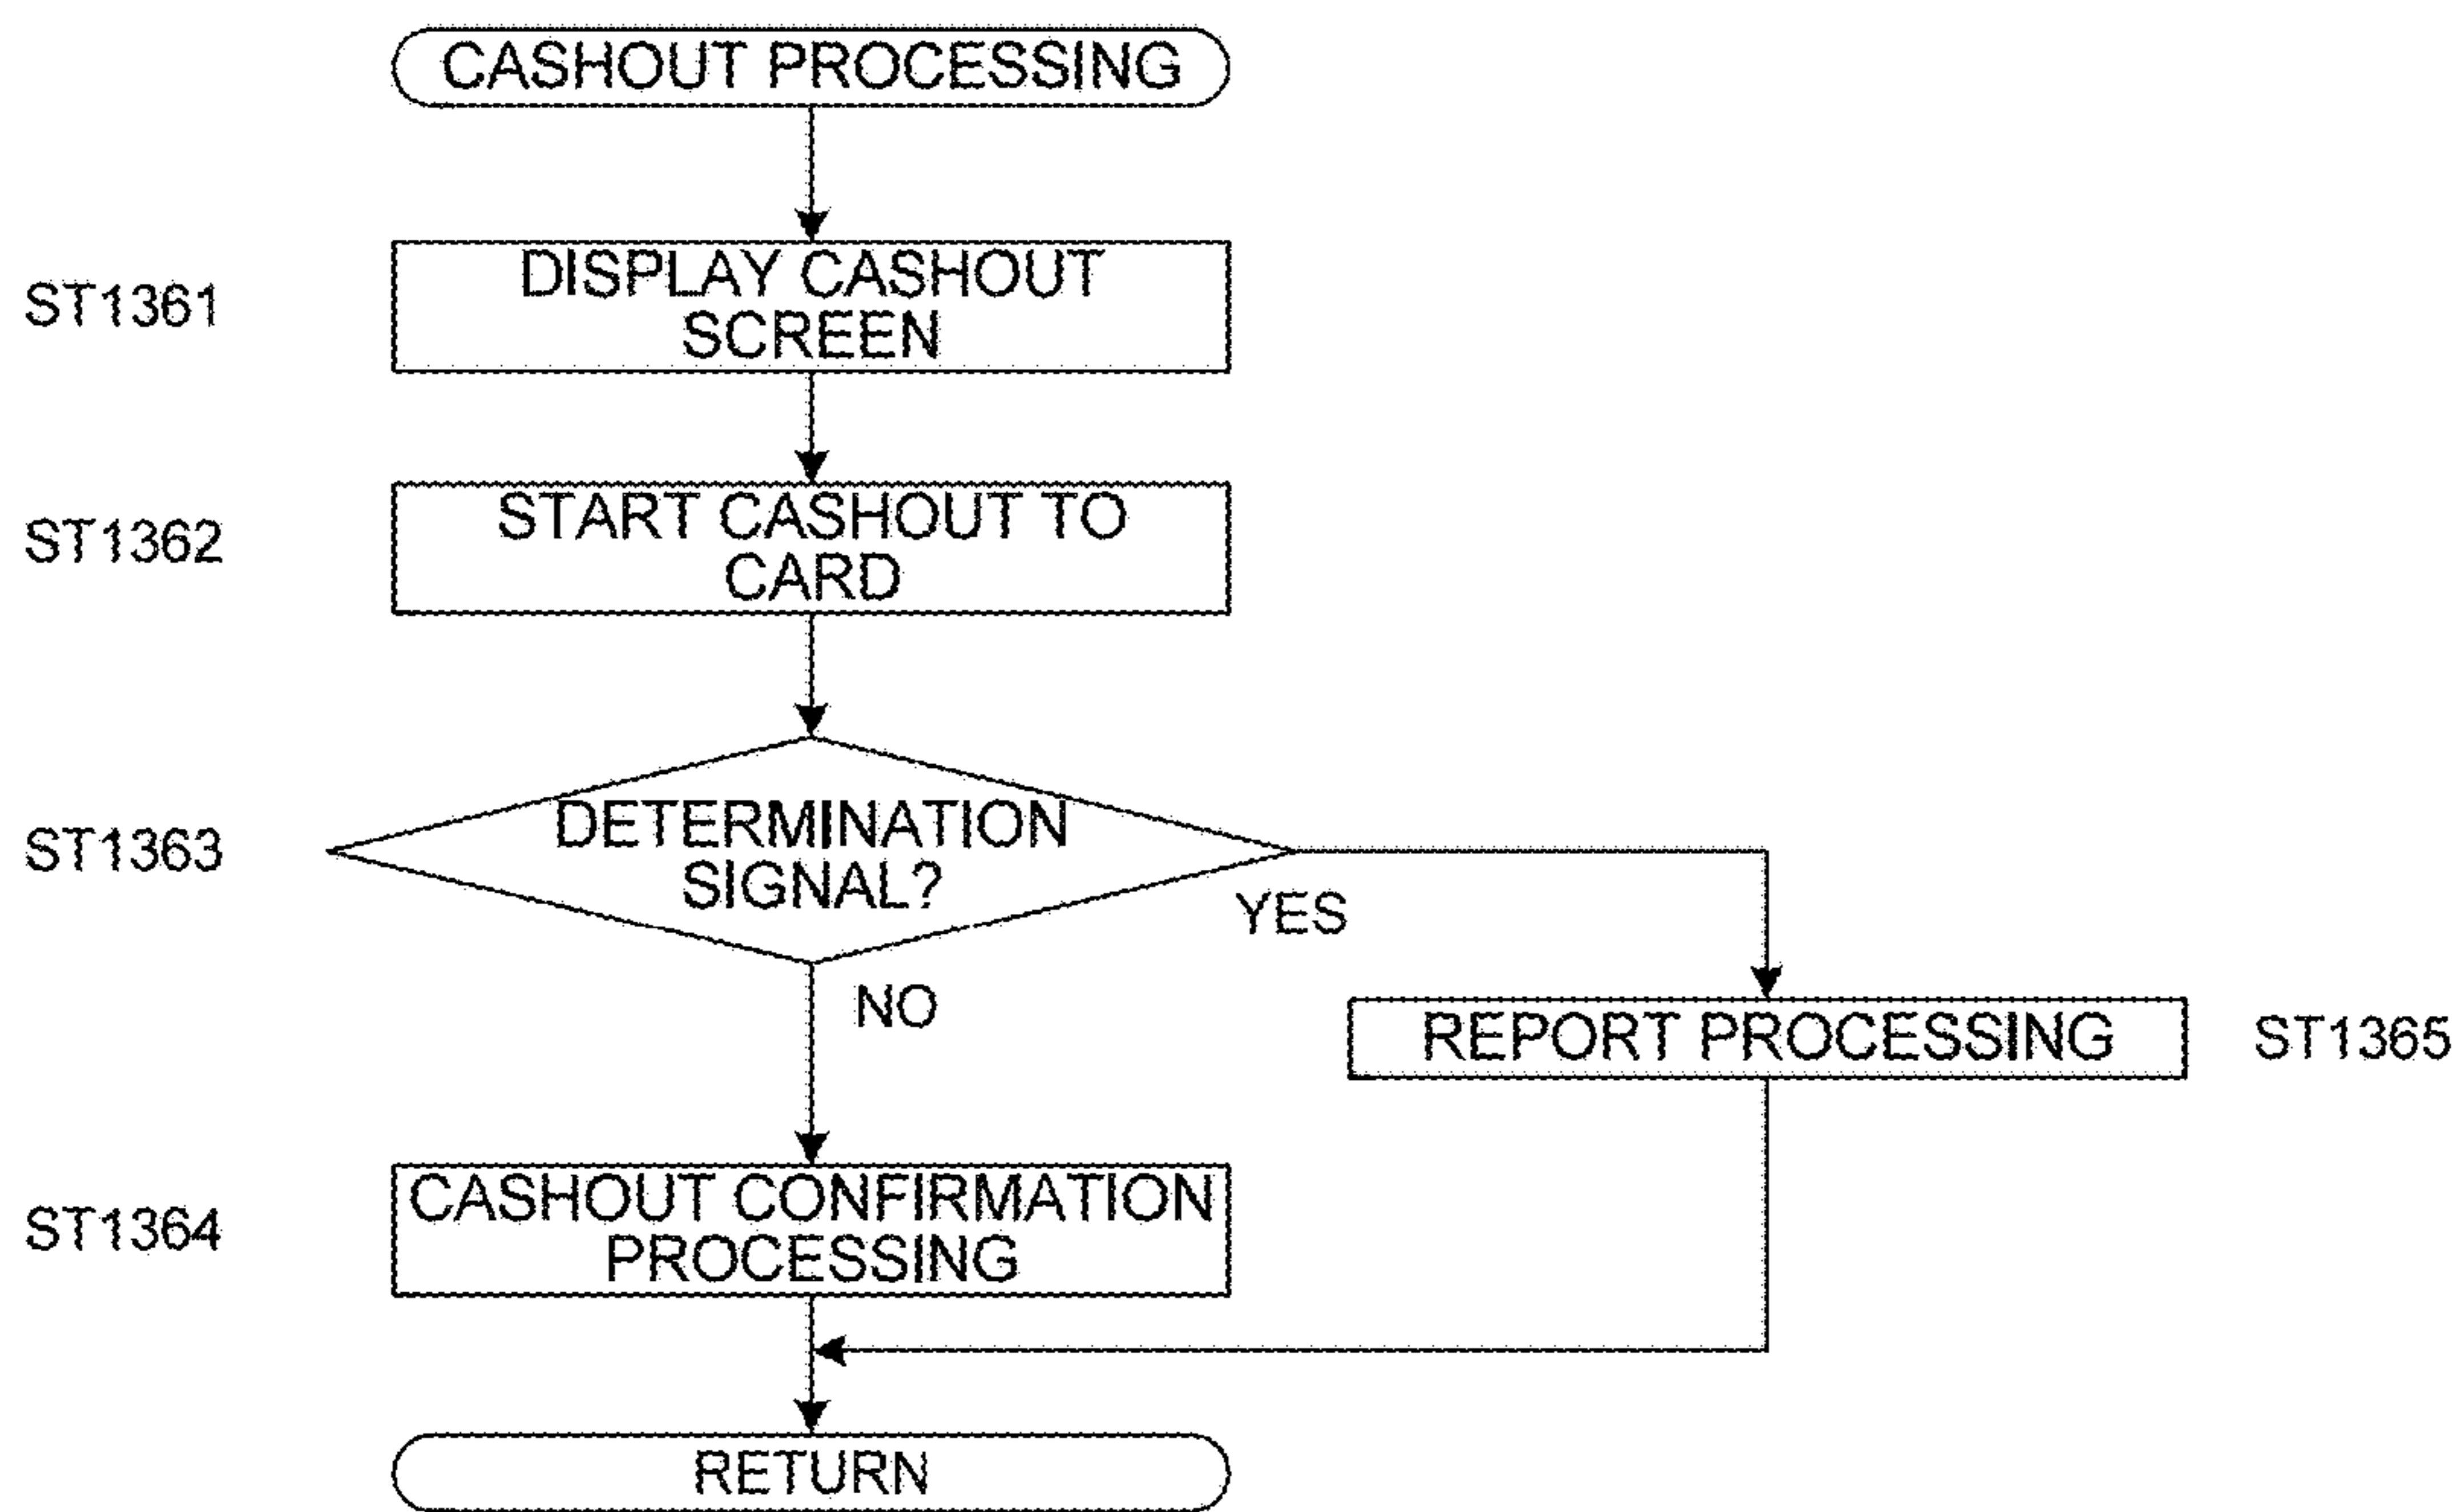 CASHOUT PROCESSING
ST1361
DISPLAY CASHOUT
SCREEN
ST1362
START CASHOUT TO
CARD
ST1363
DETERMINATION
SIGNAL?
YES
NO
REPORT PROCESSING
ST1365
ST1364
CASHOUT CONFIRMATION
PROCESSING
RETURN